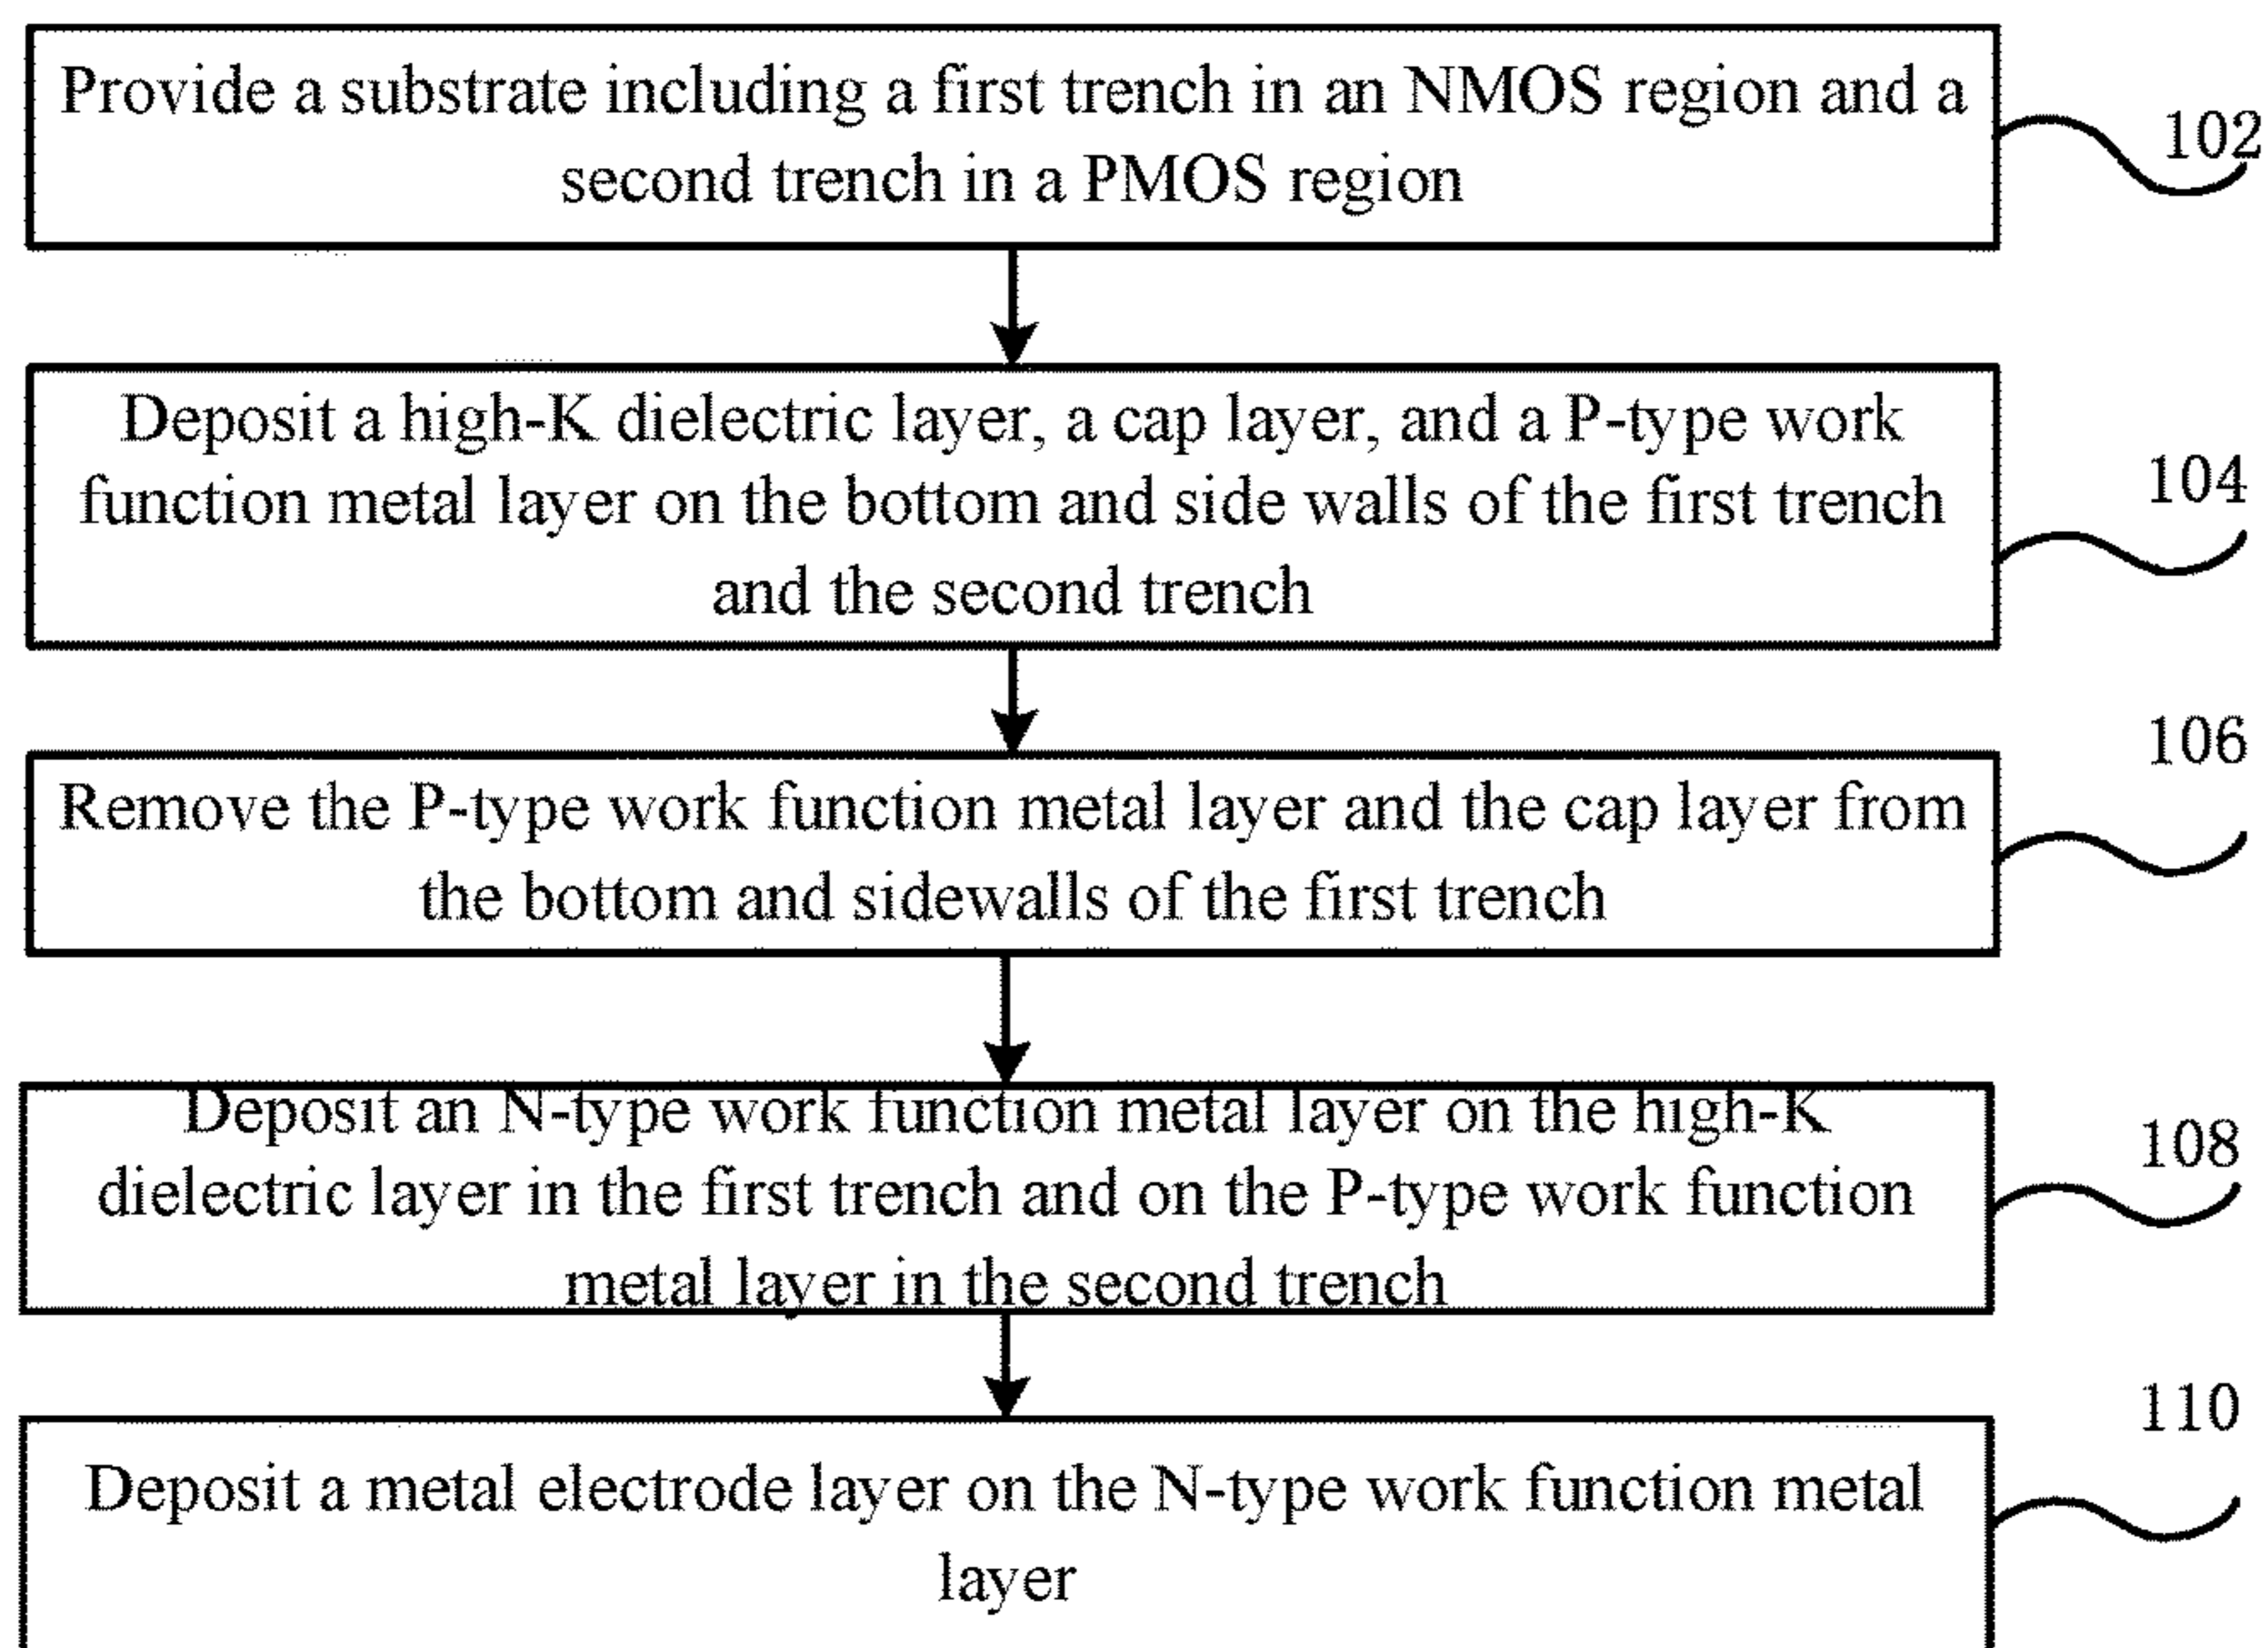 Provide a substrate including a first trench in an NMOS region and a
second trench in a PMOS region
102
Deposit a high-K dielectric layer, a cap layer, and a P-type work
function metal layer on the bottom and side walls of the first trench
and the second trench
104
Remove the P-type work function metal layer and the cap layer from
the bottom and sidewalls of the first trench
106
Deposit an N-type work function metal layer on the high-K
dielectric layer in the first trench and on the P-type work function
metal layer in the second trench
108
Deposit a metal electrode layer on the N-type work function metal
layer
110